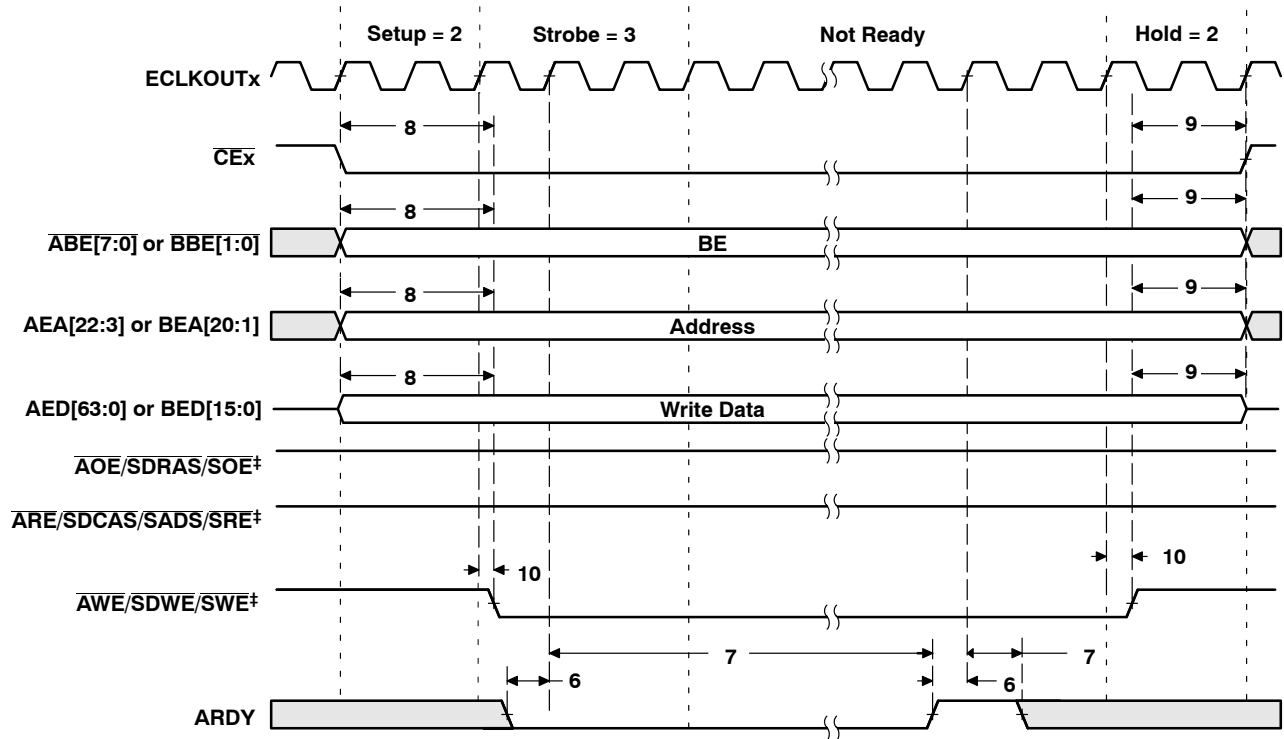 Setup = 2 Strobe = 3 Not Ready Hold = 2
ECLKOUTx
8 9
CEx
8 9
ABE[7:0] or BBE[1:0] BE
8 9
AEA[22:3] or BEA[20:1] Address
8 9
AED[63:0] or BED[15:0] Write Data
AOE/SDRAS/SOE‡
ARE/SDCAS/SADS/SRE‡
10 10
AWE/SDWE/SWE‡
7 7
6 6
ARDY